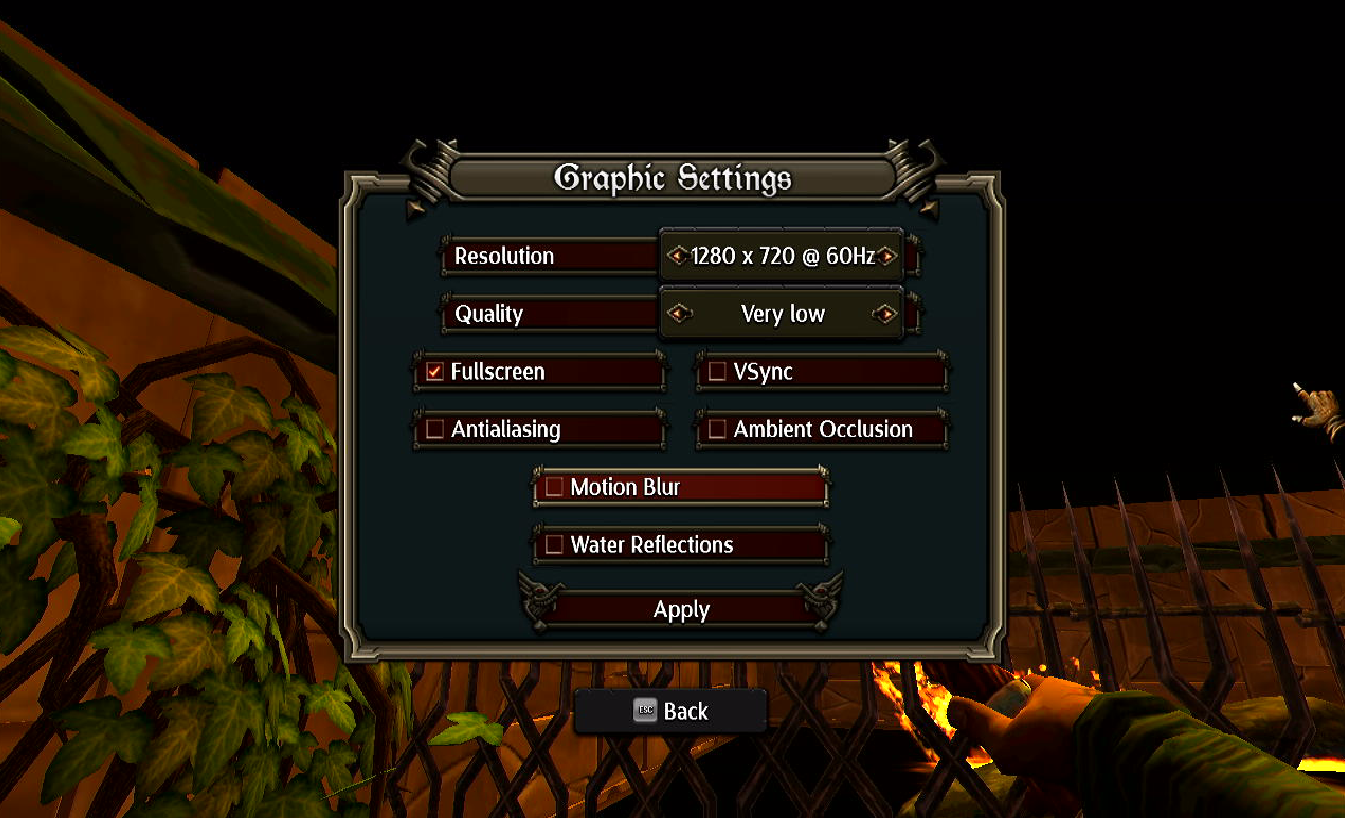 Graphic Settings
Resolution 1280 x 720 @ 60Hz
Quality Very low
Fullscreen VSync
Antialiasing Ambient Occlusion
Motion Blur
Water Reflections
Apply
ESC Back